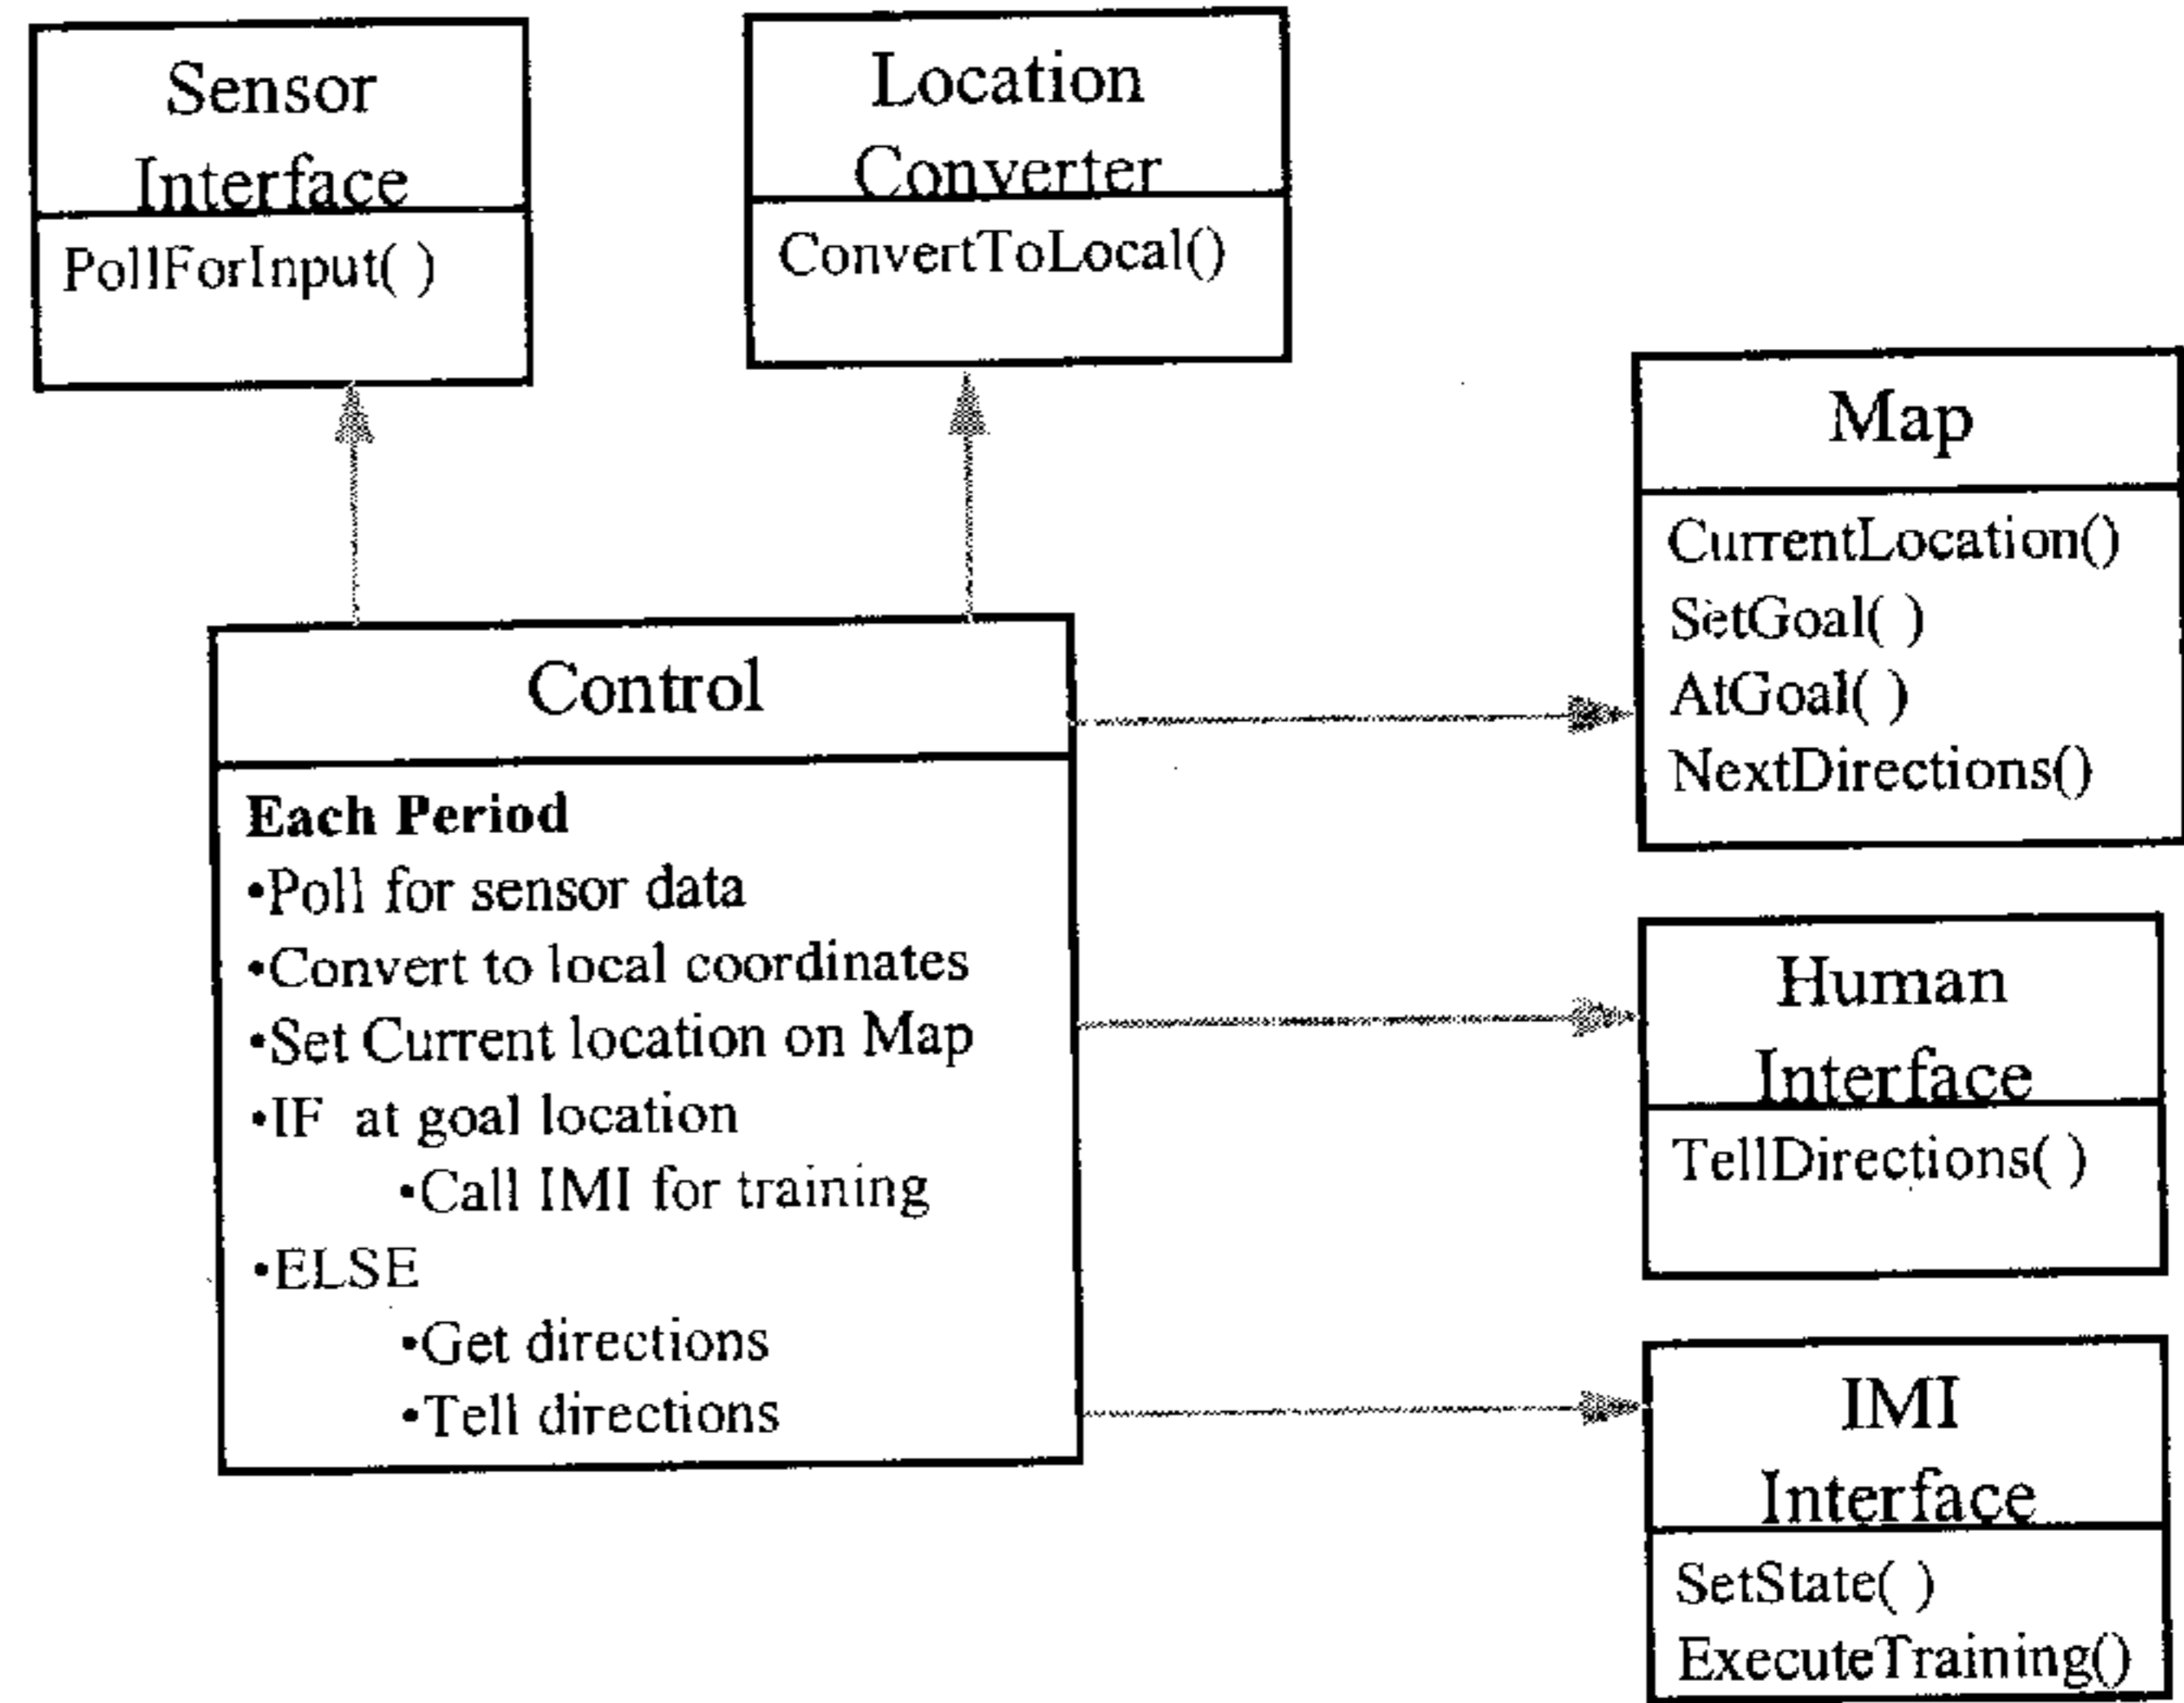 Sensor
Interface
PollForInput( )
Location
Converter
ConvertToLocal()
Map
CurrentLocation()
SetGoal( )
AtGoal( )
NextDirections()
Control
Each Period
•Poll for sensor data
•Convert to local coordinates
•Set Current location on Map
•IF at goal location
•Call IMI for training
•ELSE
•Get directions
•Tell directions
Human
Interface
TellDirections( )
IMI
Interface
SetState( )
ExecuteTraining()